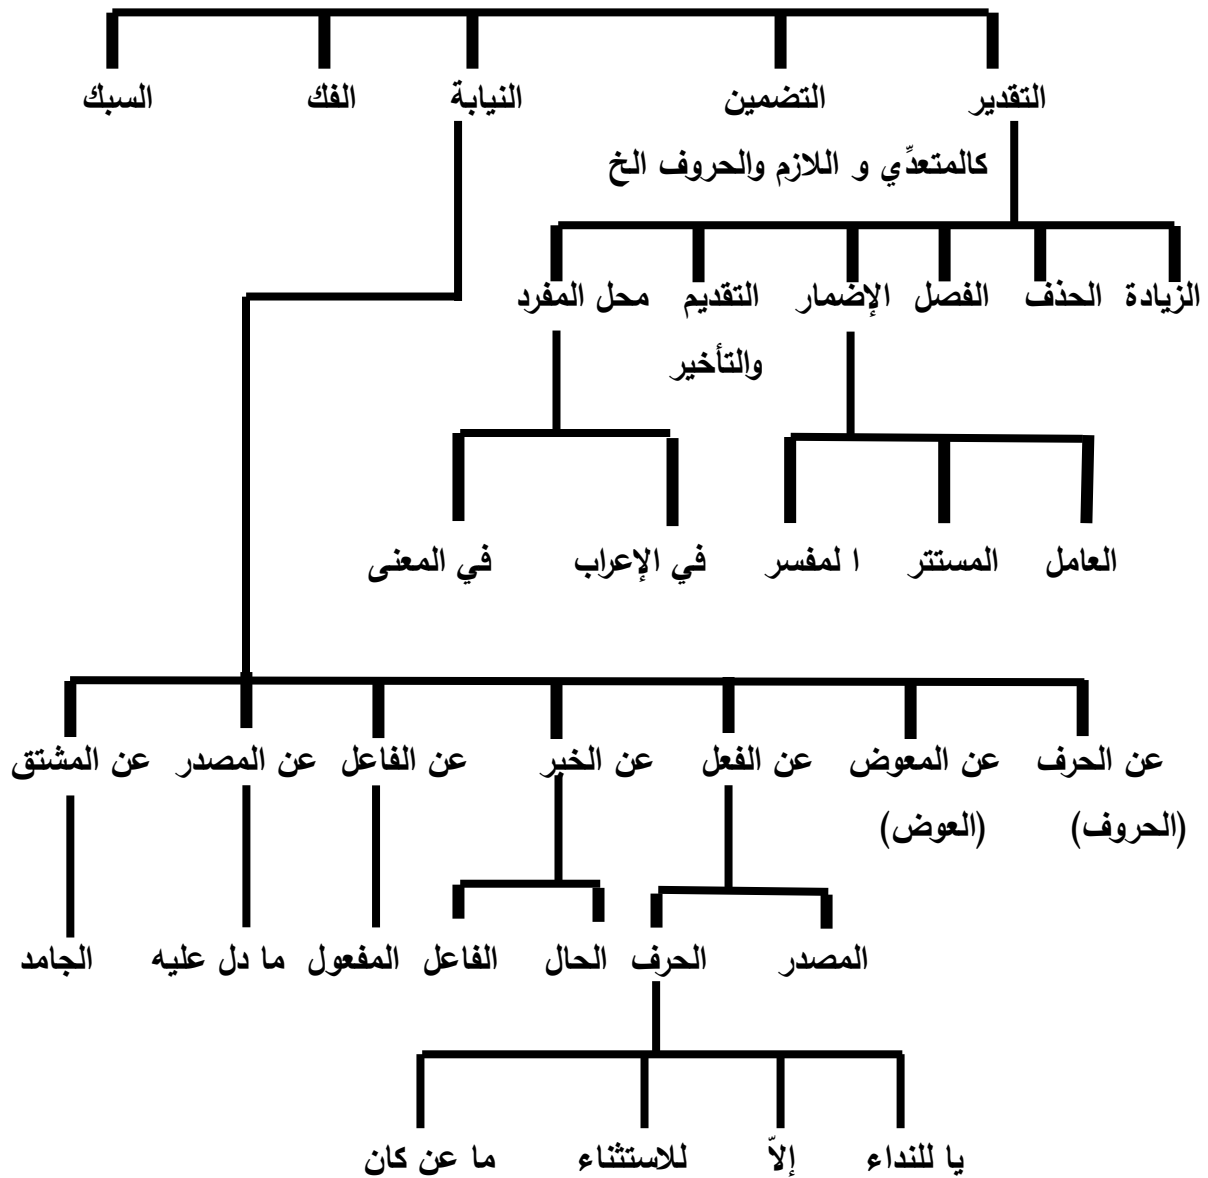 التقدير التضمين النيابة الفك السبك
كالمتعدِّي و اللازم والحروف الخ
الزيادة الحذف الفصل الإضمار التقديم محل المفرد
والتأخير
العامل المستتر ا لمفسر في الإعراب في المعنى
عن الحرف عن المعوض عن الفعل عن الخبر عن الفاعل عن المصدر عن المشتق
(الحروف) (العوض)
المصدر الحرف الحال الفاعل المفعول ما دل عليه الجامد
يا للنداء إلاّ للاستثناء ما عن كان